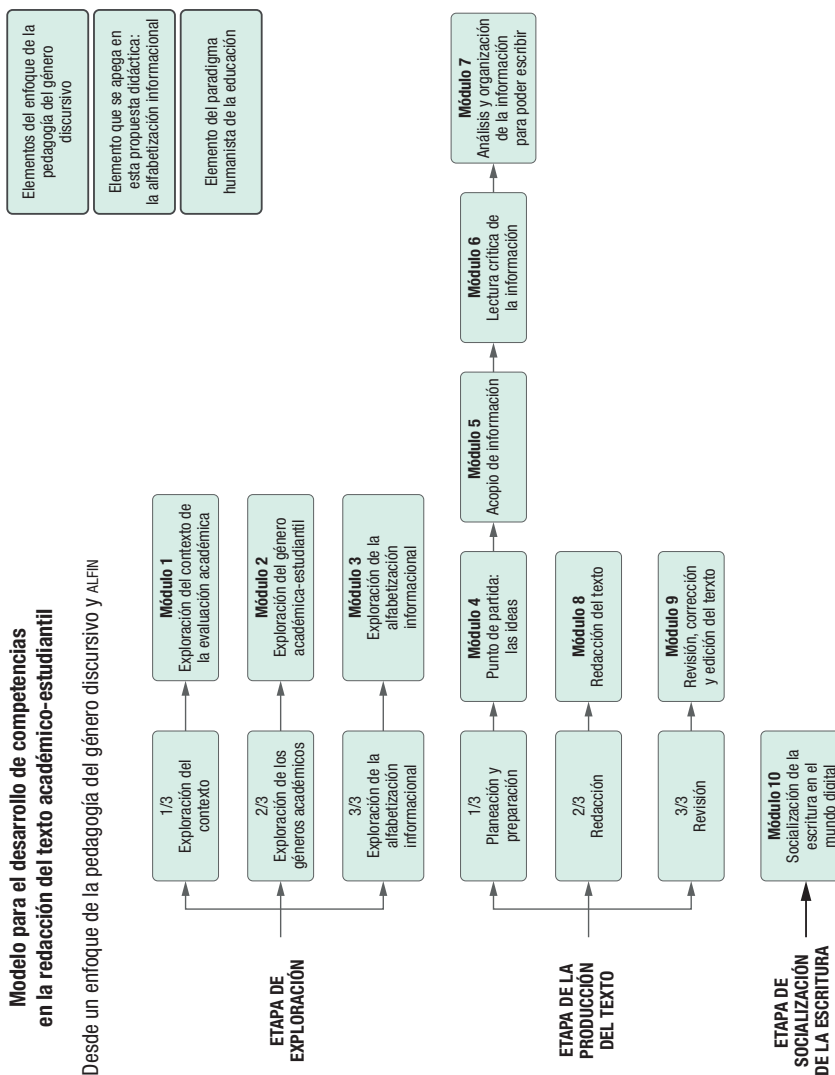 Modelo para el desarrollo de competencias
en la redacción del texto académico-estudiantil
Desde un enfoque de la pedagogía del género discursivo y ALFIN
Elementos del enfoque de la
pedagogía del género
discursivo
Elemento que se apega en
esta propuesta didáctica:
la alfabetización informacional
Elemento del paradigma
humanista de la educación
ETAPA DE
EXPLORACIÓN
1/3
Exploración del
contexto
Módulo 1
Exploración del contexto de
la evaluación académica
2/3
Exploración de los
géneros académicos
Módulo 2
Exploración del género
académica-estudiantil
3/3
Exploración de la
alfabetización
informacional
Módulo 3
Exploración de la
alfabetización
informacional
ETAPA DE LA
PRODUCCIÓN
DEL TEXTO
1/3
Planeación y
preparación
Módulo 4
Punto de partida:
las ideas
Módulo 5
Acopio de información
Módulo 6
Lectura crítica de
la información
Módulo 7
Análisis y organización
de la información
para poder escribir
2/3
Redacción
Módulo 8
Redacción del texto
3/3
Revisión
Módulo 9
Revisión, corrección
y edición del terxto
ETAPA DE
SOCIALIZACIÓN
DE LA ESCRITURA
Módulo 10
Socialización de la
escritura en el
mundo digital